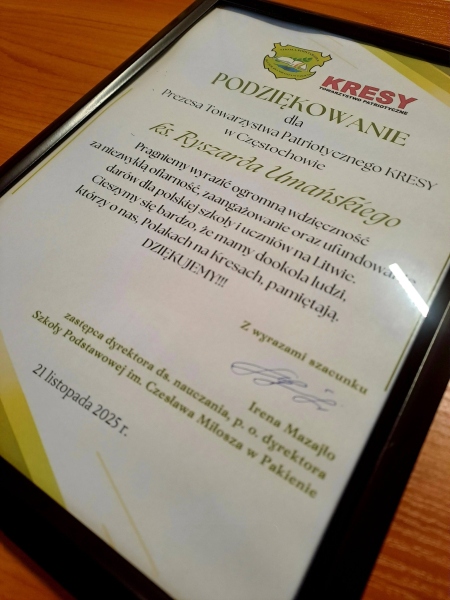 KRESY
TOWARZYSTWO PATRIOTYCZNE
PODZIĘKOWANIE
dla
Prezesa Towarzystwa Patriotycznego KRESY
w Częstochowie
ks Ryszarda Umańskiego
Pragniemy wyrazić ogromną wdzięczność
za niezwykłą ofiarność, zaangażowanie oraz ufundowanie
darów dla polskiej szkoły i uczniów na Litwie.
Cieszymy się bardzo, że mamy dookoła ludzi,
którzy o nas, Polakach na kresach, pamiętają.
DZIĘKUJEMY!!!
Z wyrazami szacunku
Irena Mazajło
zastępca dyrektora ds. nauczania, p. o. dyrektora
Szkoły Podstawowej im. Czesława Miłosza w Pakienie
21 listopada 2025 r.